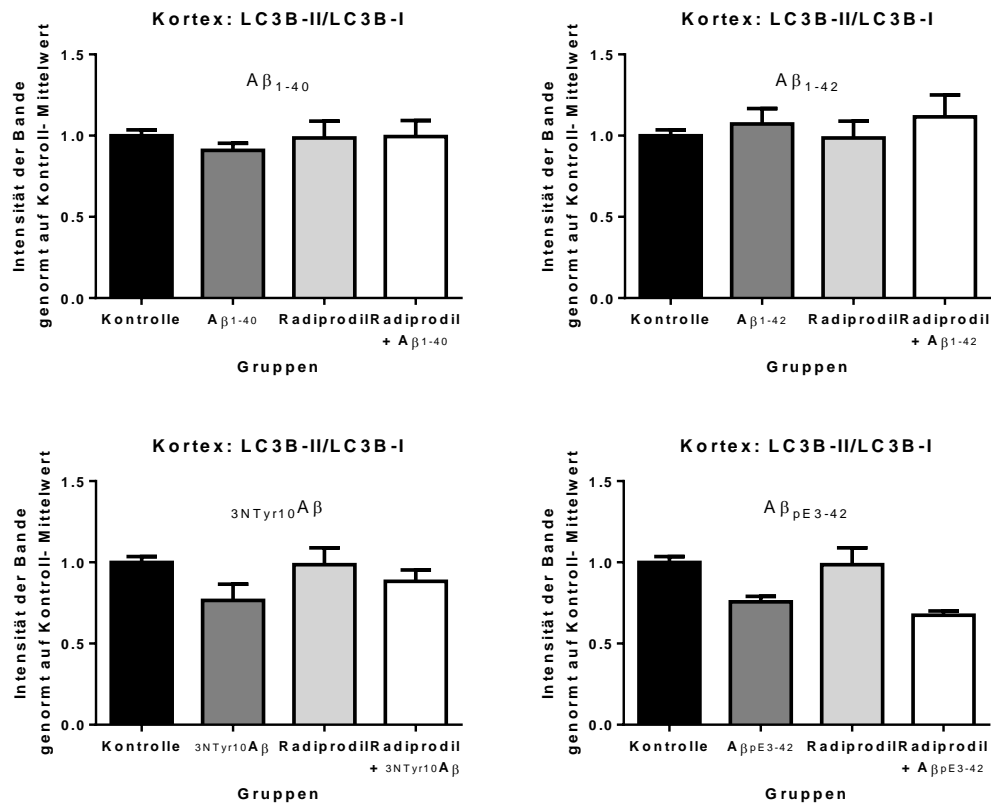 Kortex: LC3B-II/LC3B-I
Intensität der Bande
genormt auf Kontroll- Mittelwert
1.5
1.0
0.5
0.0
Aβ1-40
Kontrolle Aβ1-40 Radiprodil Radiprodil
+ Aβ1-40
Gruppen
Kortex: LC3B-II/LC3B-I
Intensität der Bande
genormt auf Kontroll- Mittelwert
1.5
1.0
0.5
0.0
Aβ1-42
Kontrolle Aβ1-42 Radiprodil Radiprodil
+ Aβ1-42
Gruppen
Kortex: LC3B-II/LC3B-I
Intensität der Bande
genormt auf Kontroll- Mittelwert
1.5
1.0
0.5
0.0
3NTyr10Aβ
Kontrolle 3NTyr10Aβ Radiprodil Radiprodil
+ 3NTyr10Aβ
Gruppen
Kortex: LC3B-II/LC3B-I
Intensität der Bande
genormt auf Kontroll- Mittelwert
1.5
1.0
0.5
0.0
AβpE3-42
Kontrolle AβpE3-42 Radiprodil Radiprodil
+ AβpE3-42
Gruppen